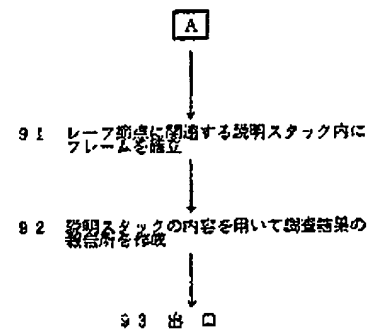 A
91 レーフ節点に関連する説明スタック内に
フレームを確立
92 説明スタックの内容を用いて調査結果の
報告所を作成
93 出口